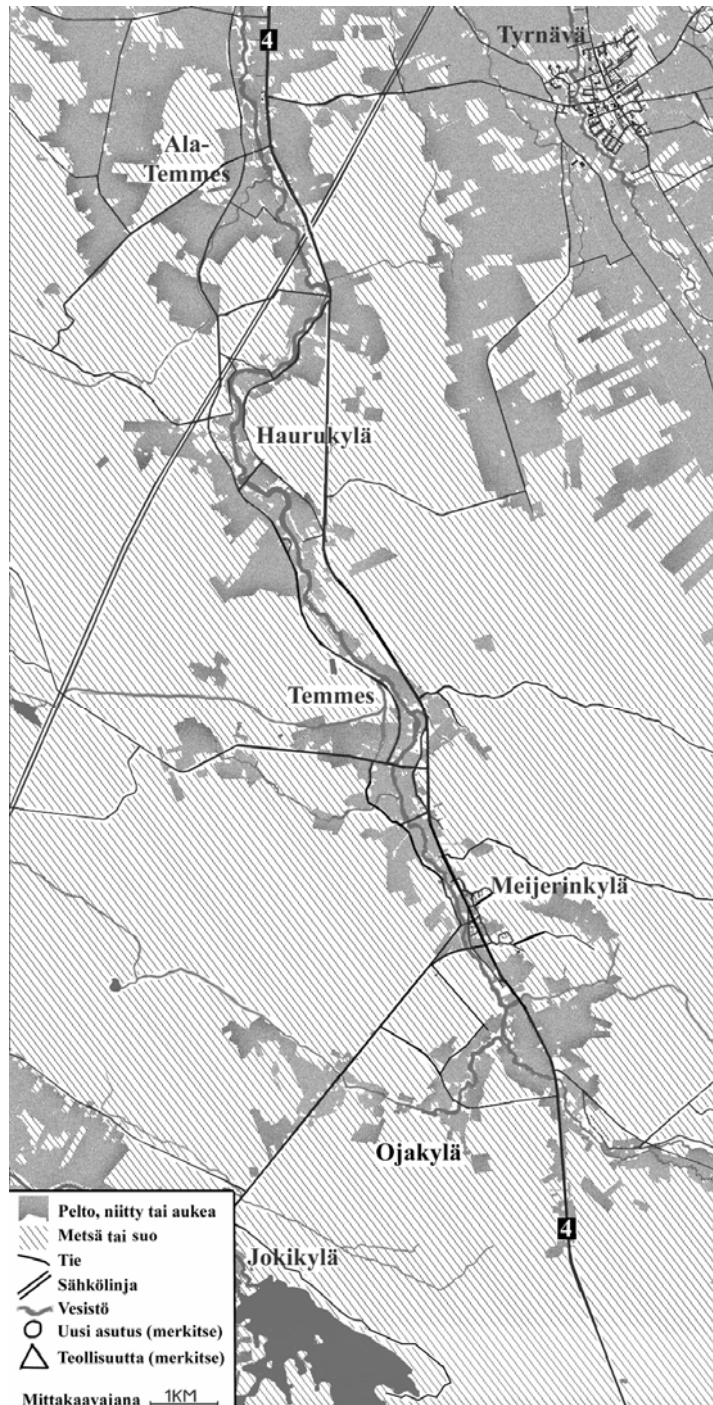 4
Tyrnävä
Ala-
Temmes
Haurukylä
Temmes
Meijerinkylä
Ojakylä
4
Jokikylä
Pelto, niitty tai aukea
Metsä tai suo
Tie
Sähkölinja
Vesistö
Uusi asutus (merkitse)
Teollisuutta (merkitse)
Mittakaavajana 1KM